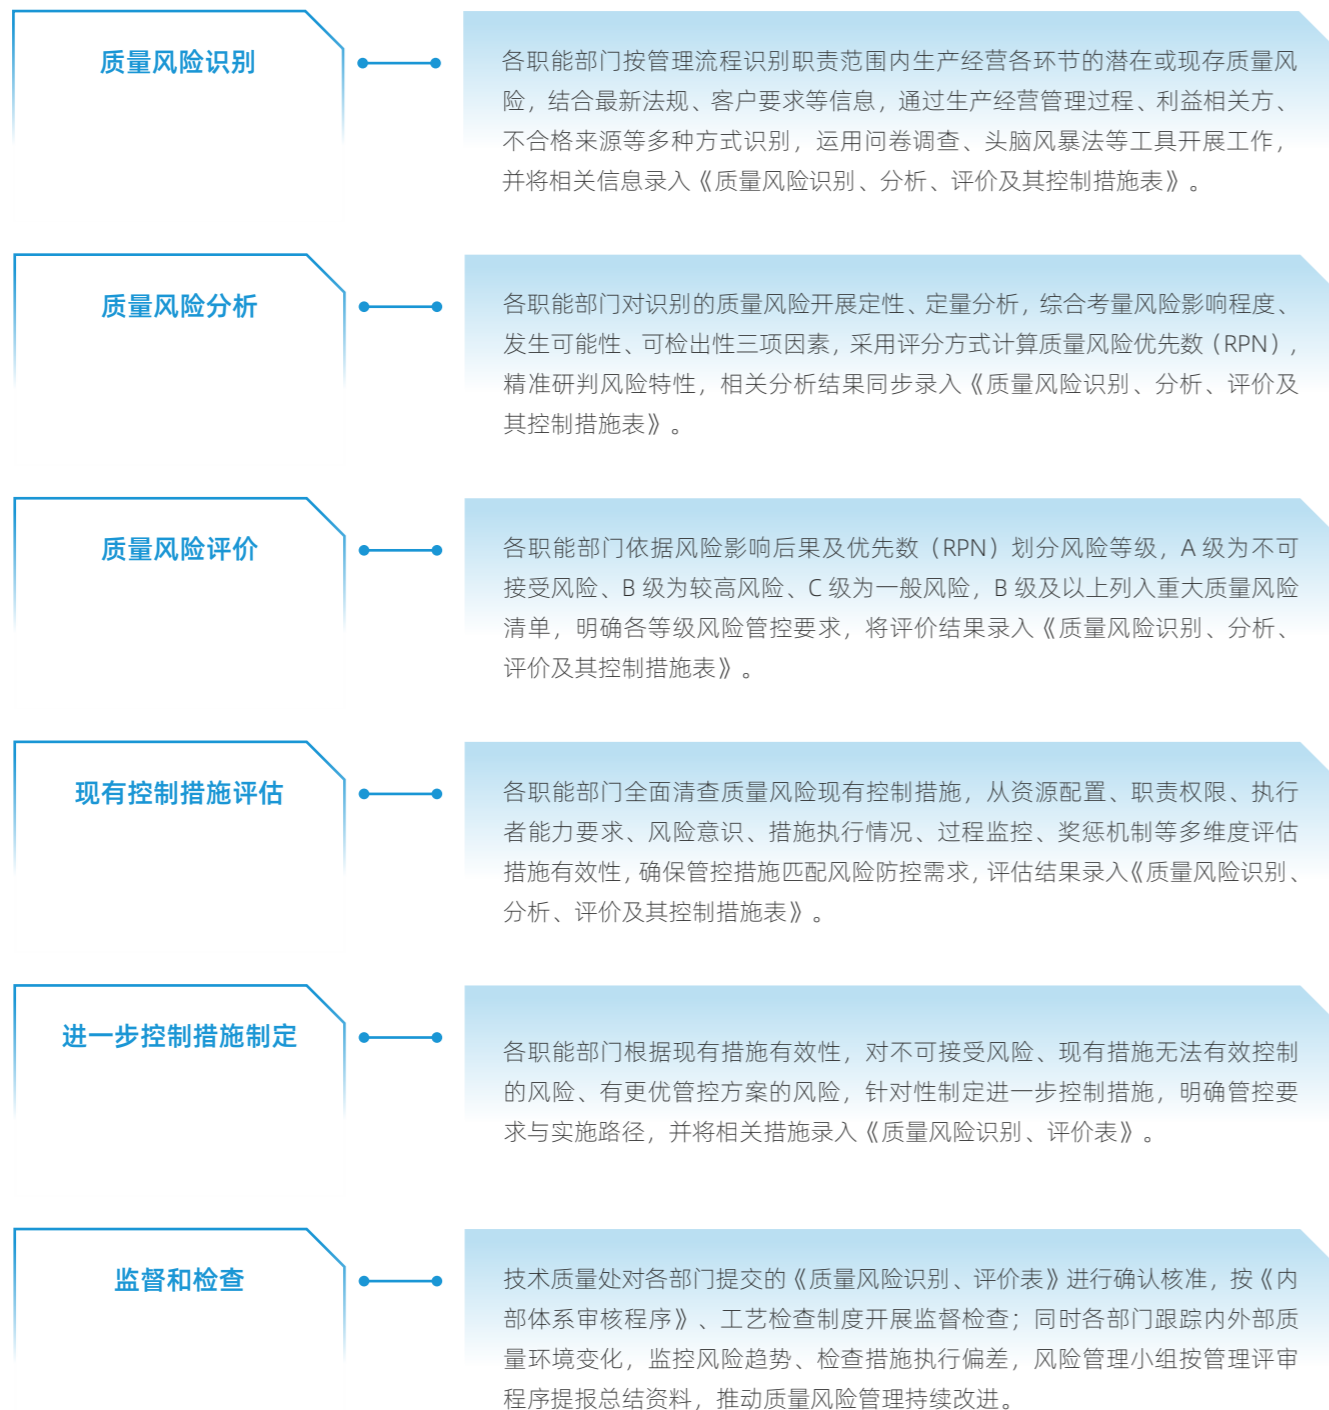 质量风险识别
各职能部门按管理流程识别职责范围内生产经营各环节的潜在或现存质量风
险，结合最新法规、客户要求等信息，通过生产经营管理过程、利益相关方、
不合格来源等多种方式识别，运用问卷调查、头脑风暴法等工具开展工作，
并将相关信息录入《质量风险识别、分析、评价及其控制措施表》。
质量风险分析
各职能部门对识别的质量风险开展定性、定量分析，综合考量风险影响程度、
发生可能性、可检出性三项因素，采用评分方式计算质量风险优先数（RPN），
精准研判风险特性，相关分析结果同步录入《质量风险识别、分析、评价及
其控制措施表》。
质量风险评价
各职能部门依据风险影响后果及优先数（RPN）划分风险等级，A 级为不可
接受风险、B 级为较高风险、C 级为一般风险，B 级及以上列入重大质量风险
清单，明确各等级风险管控要求，将评价结果录入《质量风险识别、分析、
评价及其控制措施表》。
现有控制措施评估
各职能部门全面清查质量风险现有控制措施，从资源配置、职责权限、执行
者能力要求、风险意识、措施执行情况、过程监控、奖惩机制等多维度评估
措施有效性，确保管控措施匹配风险防控需求，评估结果录入《质量风险识别、
分析、评价及其控制措施表》。
进一步控制措施制定
各职能部门根据现有措施有效性，对不可接受风险、现有措施无法有效控制
的风险、有更优管控方案的风险，针对性制定进一步控制措施，明确管控要
求与实施路径，并将相关措施录入《质量风险识别、评价表》。
监督和检查
技术质量处对各部门提交的《质量风险识别、评价表》进行确认核准，按《内
部体系审核程序》、工艺检查制度开展监督检查；同时各部门跟踪内外部质
量环境变化，监控风险趋势、检查措施执行偏差，风险管理小组按管理评审
程序提报总结资料，推动质量风险管理持续改进。